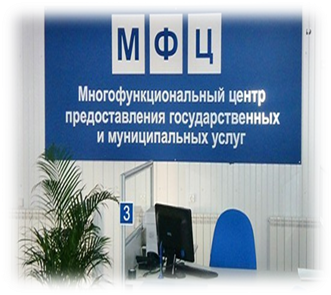 МФЦ
Многофункциональный центр
предоставления государственных
и муниципальных услуг
3